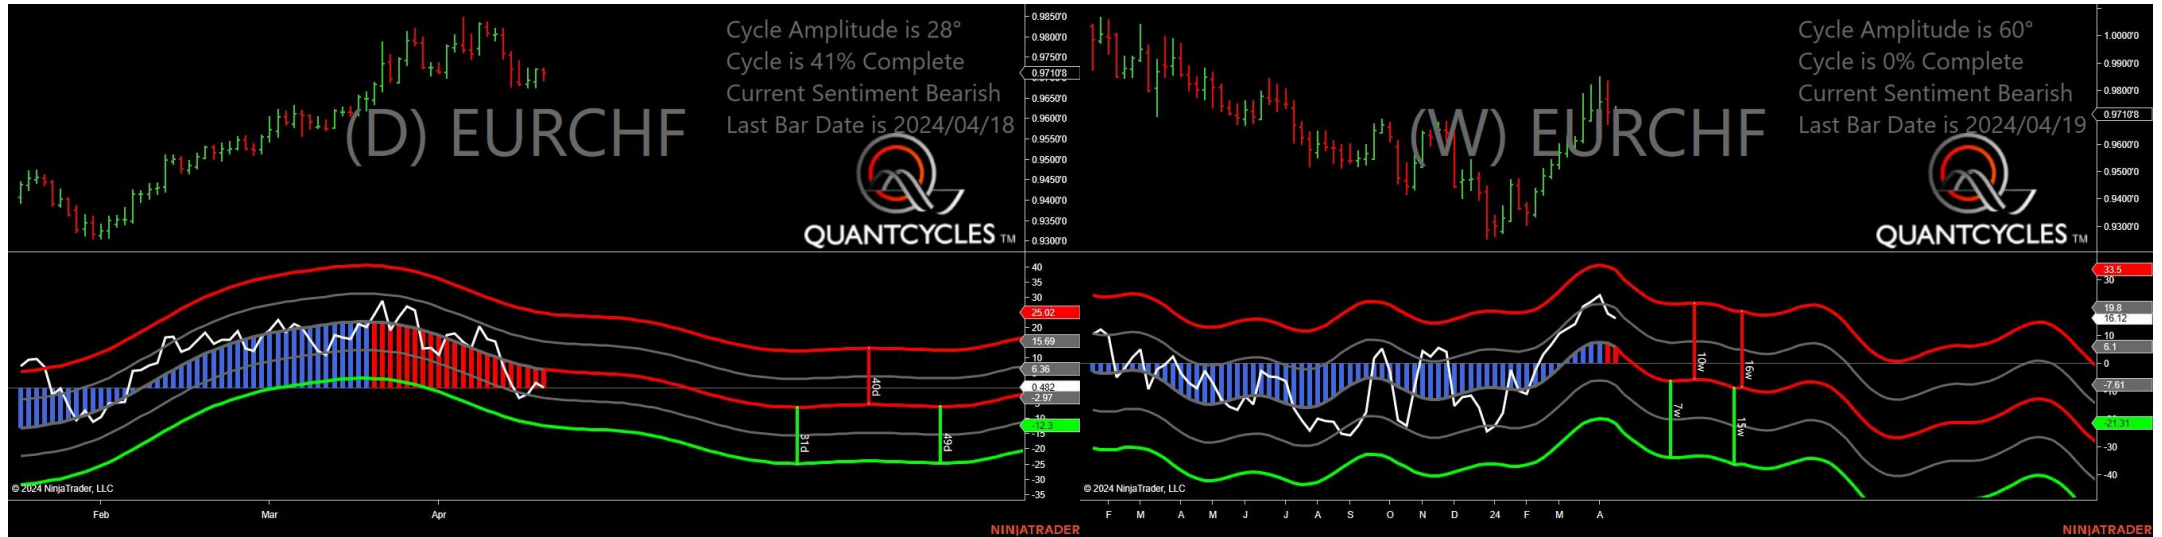 Cycle Amplitude is 28°
Cycle is 41% Complete
Current Sentiment Bearish
Last Bar Date is 2024/04/18
(D) EURCHF
QUANTCYCLES TM
0.9850'0
0.9800'0
0.9750'0
0.9710'8
0.9650'0
0.9600'0
0.9550'0
0.9500'0
0.9450'0
0.9400'0
0.9350'0
0.9300'0
40
35
30
25.02
20
15.69
10
6.36
0.482
-2.97
-10
-12.3
-15
-20
-25
-30
-35
31d
40d
49d
© 2024 NinjaTrader, LLC
Feb
Mar
Apr
NINJATRADER
Cycle Amplitude is 60°
Cycle is 0% Complete
Current Sentiment Bearish
Last Bar Date is 2024/04/19
(W) EURCHF
QUANTCYCLES TM
1.0000'0
0.9900'0
0.9800'0
0.9710'8
0.9600'0
0.9500'0
0.9400'0
0.9300'0
33.5
30
19.8
16.12
10
6.1
0
-7.61
-21.31
-30
-40
10w
16w
7w
15w
© 2024 NinjaTrader, LLC
F M A M J J A S O N D 24 F M A
NINJATRADER